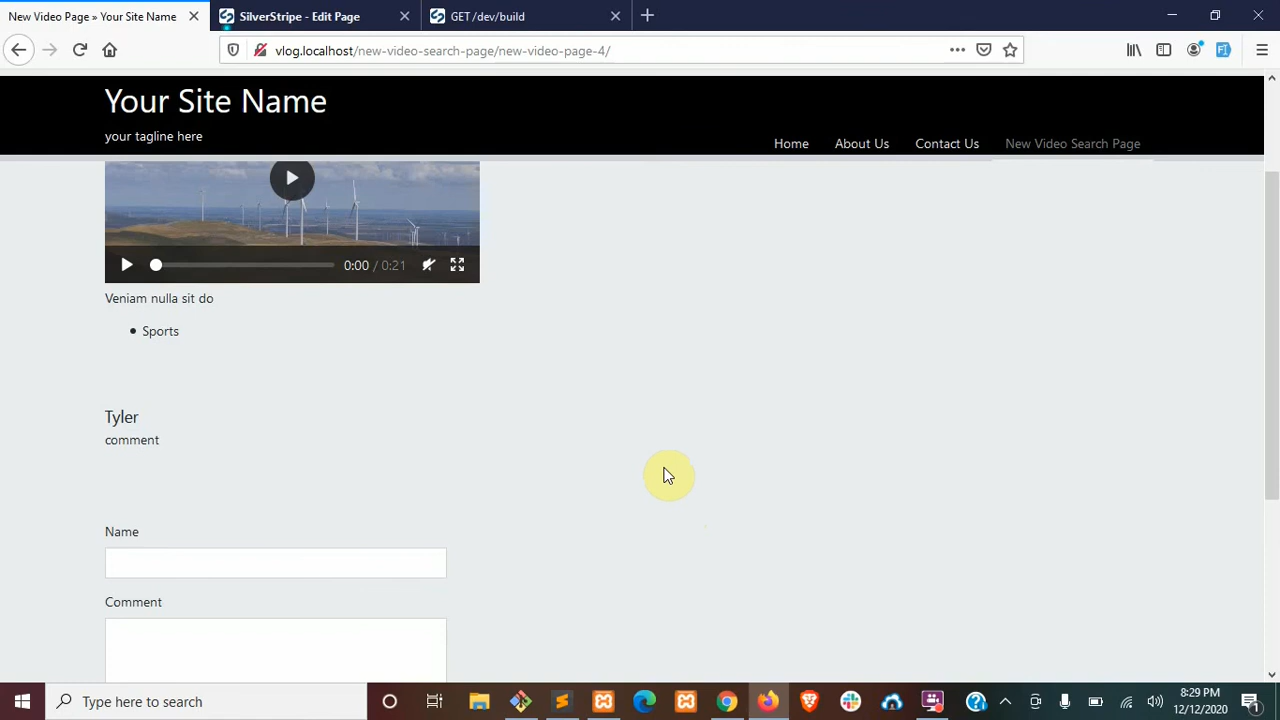 New Video Page » Your Site Name
SilverStripe - Edit Page
GET /dev/build
vlog.localhost/new-video-search-page/new-video-page-4/
Your Site Name
your tagline here
Home
About Us
Contact Us
New Video Search Page
0:00 / 0:21
Veniam nulla sit do
Sports
Tyler
comment
Name
Comment
Type here to search
8:29 PM
12/12/2020
1